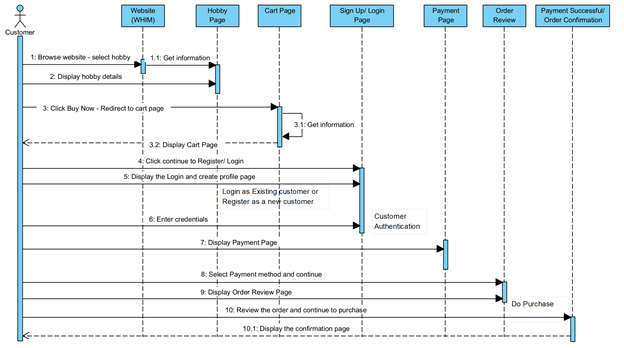 Website
(WHIM)
Hobby
Page
Cart Page
Sign Up/ Login
Page
Payment
Page
Order
Review
Payment Successful/
Order Confirmation
Customer
1: Browse website - select hobby
1.1: Get information
2: Display hobby details
3: Click Buy Now - Redirect to cart page
3.1: Get information
3.2: Display Cart Page
4: Click continue to Register/ Login
5: Display the Login and create profile page
Login as Existing customer or
Register as a new customer
6: Enter credentials
Customer
Authentication
7: Display Payment Page
8: Select Payment method and continue
9: Display Order Review Page
Do Purchase
10: Review the order and continue to purchase
10.1: Display the confirmation page